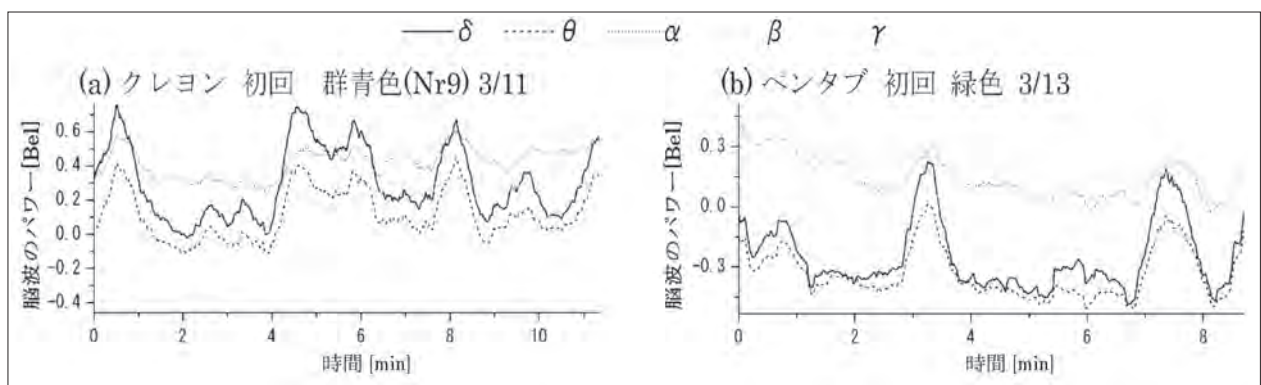 δ θ α β γ
(a) クレヨン 初回 群青色(Nr9) 3/11
脳波のパワー[Bel]
0.6
0.4
0.2
0.0
-0.2
-0.4
0 2 4 6 8 10
時間 [min]
(b) ペンタブ 初回 緑色 3/13
脳波のパワー[Bel]
0.3
0.0
-0.3
0 2 4 6 8
時間 [min]